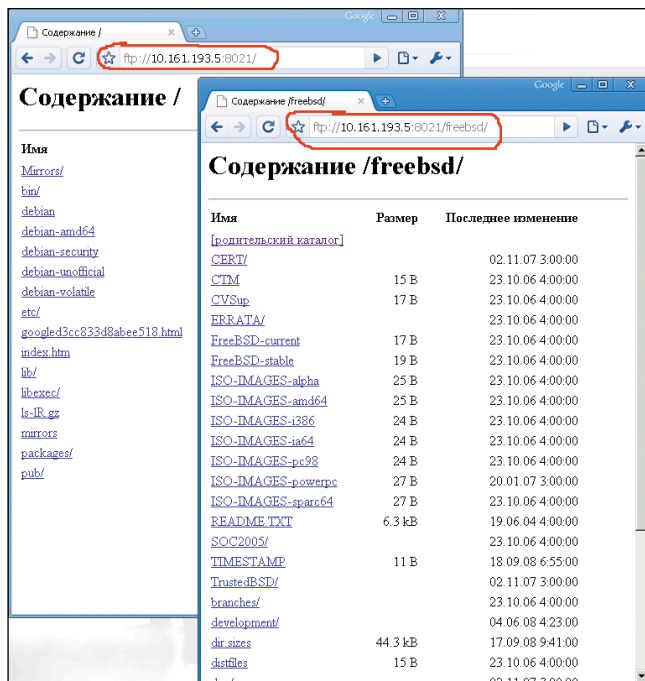 Google
Содержание /
ftp://10.161.193.5:8021/
Содержание /
Имя
Mirrors/
bin/
debian
debian-amd64
debian-security
debian-unofficial
debian-volatile
etc/
googled3cc833d8abee518.html
index.htm
lib/
libexec/
ls-lR.gz
mirrors
packages/
pub/
Google
Содержание /freebsd/
ftp://10.161.193.5:8021/freebsd/
Содержание /freebsd/
Имя Размер Последнее изменение
[родительский каталог]
CERT/ 02.11.07 3:00:00
CTM 15 B 23.10.06 4:00:00
CVSup 17 B 23.10.06 4:00:00
ERRATA/ 23.10.06 4:00:00
FreeBSD-current 17 B 23.10.06 4:00:00
FreeBSD-stable 19 B 23.10.06 4:00:00
ISO-IMAGES-alpha 25 B 23.10.06 4:00:00
ISO-IMAGES-amd64 25 B 23.10.06 4:00:00
ISO-IMAGES-i386 24 B 23.10.06 4:00:00
ISO-IMAGES-ia64 24 B 23.10.06 4:00:00
ISO-IMAGES-pc98 24 B 23.10.06 4:00:00
ISO-IMAGES-powerpc 27 B 20.01.07 3:00:00
ISO-IMAGES-sparc64 27 B 23.10.06 4:00:00
README.TXT 6.3 kB 19.06.04 4:00:00
SOC2005/ 23.10.06 4:00:00
TIMESTAMP 11 B 18.09.08 6:55:00
TrustedBSD/ 02.11.07 3:00:00
branches/ 23.10.06 4:00:00
development/ 04.06.08 4:23:00
dir.sizes 44.3 kB 17.09.08 9:41:00
distfiles 15 B 23.10.06 4:00:00
02.11.07 3:00:00